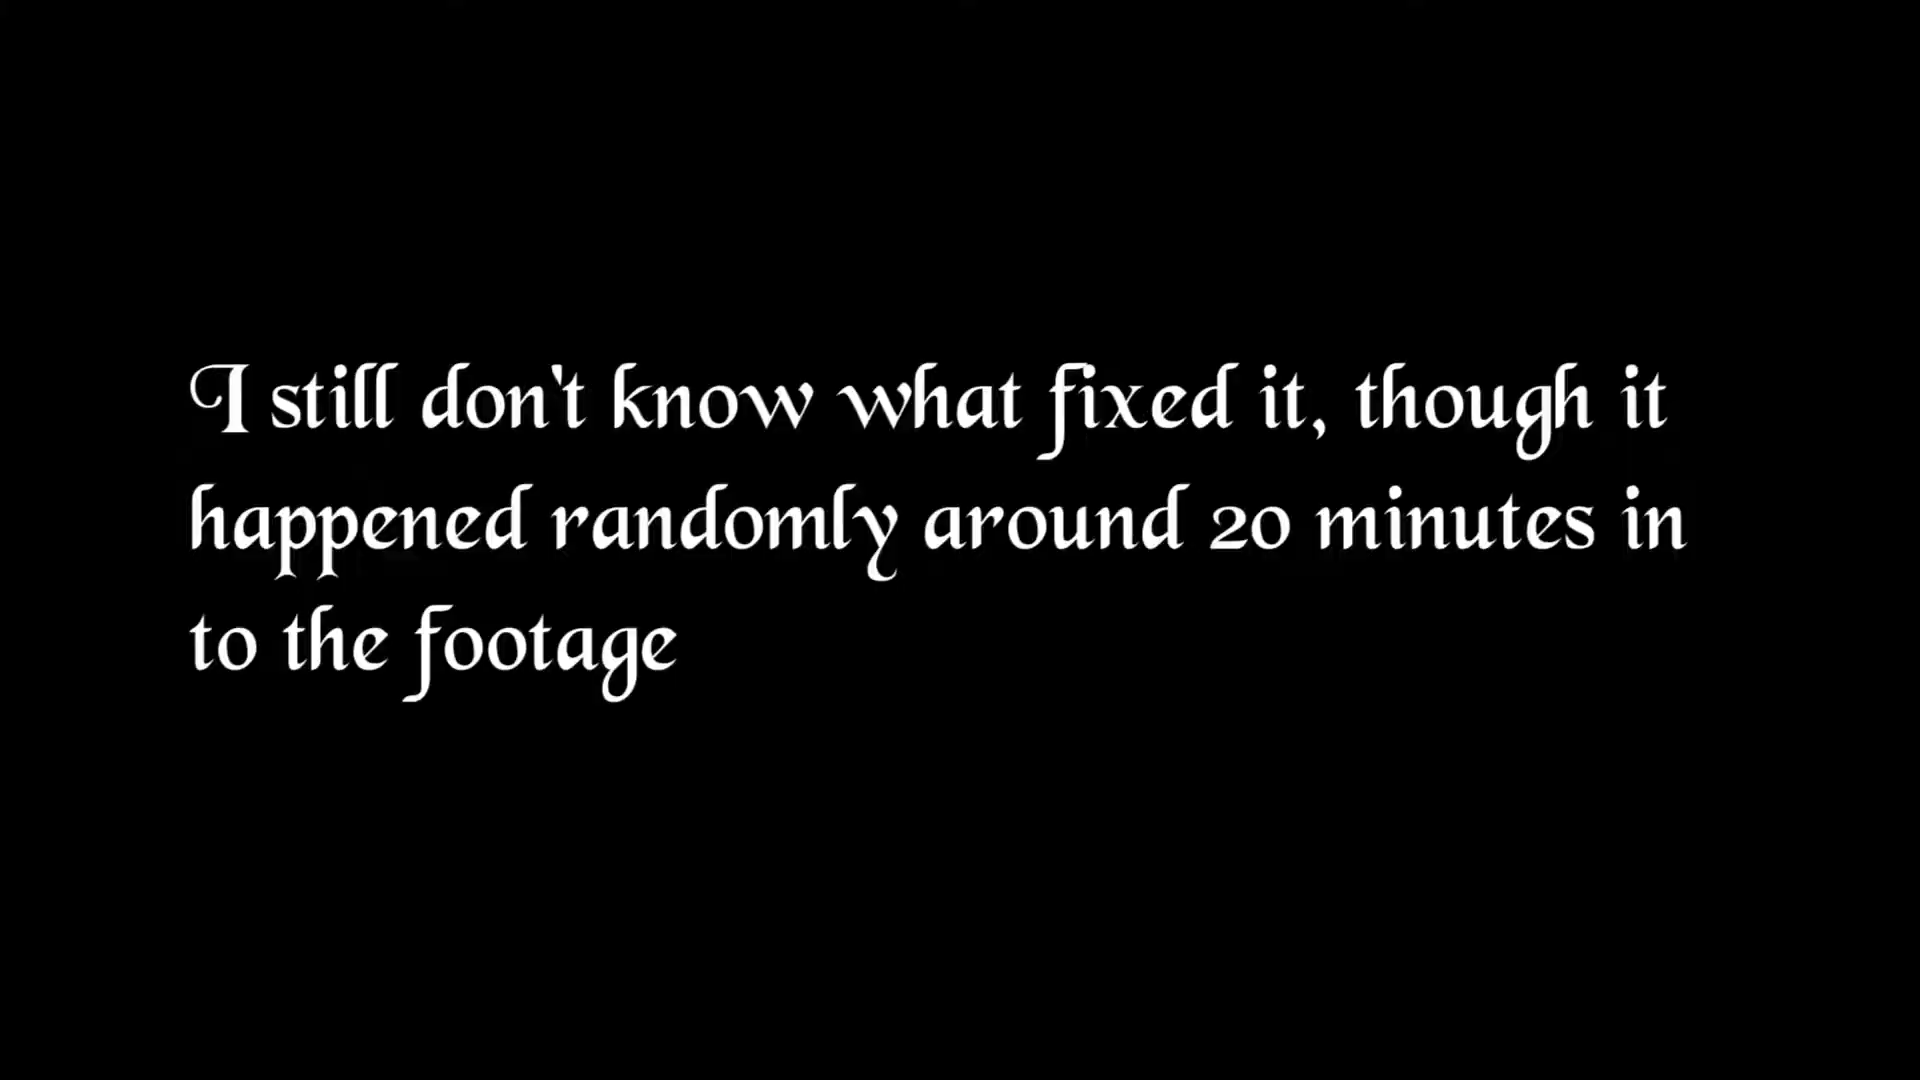 I still don't know what fixed it, though it
happened randomly around 20 minutes in
to the footage